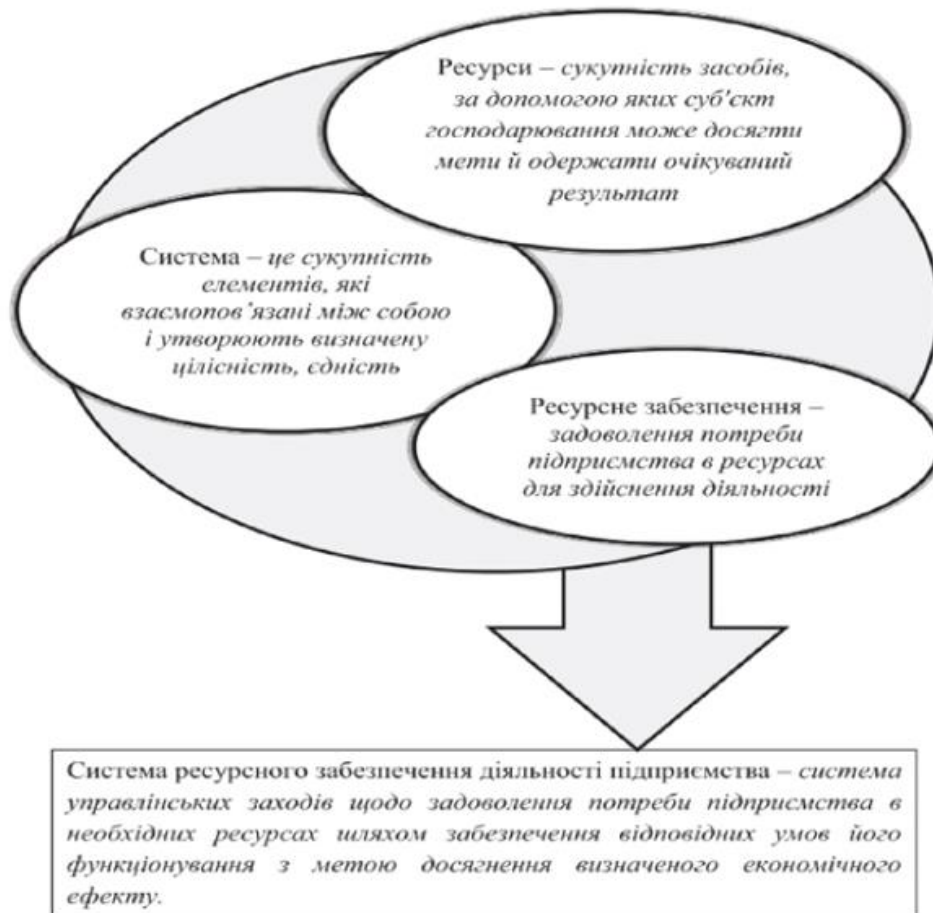 Ресурси – сукупність засобів,
за допомогою яких суб'єкт
господарювання може досягти
мети й одержати очікуваний
результат
Система – це сукупність
елементів, які
взаємопов’язані між собою
і утворюють визначену
цілісність, єдність
Ресурсне забезпечення –
задоволення потреби
підприємства в ресурсах
для здійснення діяльності
Система ресурсного забезпечення діяльності підприємства – система
управлінських заходів щодо задоволення потреби підприємства в
необхідних ресурсах шляхом забезпечення відповідних умов його
функціонування з метою досягнення визначеного економічного
ефекту.